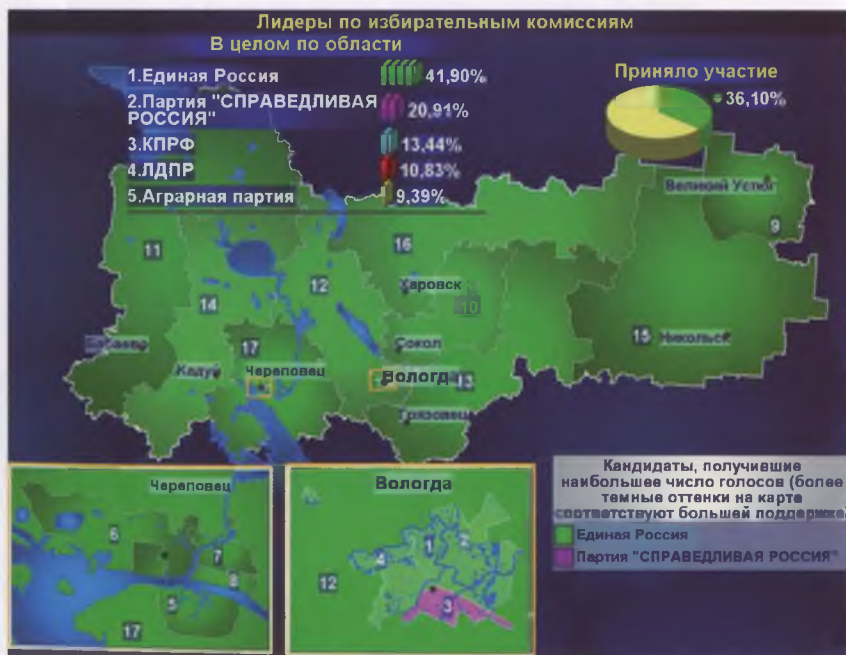 Лидеры по избирательным комиссиям
В целом по области
1.Единая Россия 41,90%
2.Партия "СПРАВЕДЛИВАЯ
РОССИЯ" 20,91%
3.КПРФ 13,44%
4.ЛДПР 10,83%
5.Аграрная партия 9,39%
Приняло участие
36,10%
Великий Устюг
9
11
16
12
Харовск
10
14
15
Никольск
Бабаево
17
Сокол
Кадуй
Череповец
Вологд
13
Грязовец
Череповец
6
7
8
5
17
Вологда
1
2
4
12
3
Кандидаты, получившие
наибольшее число голосов (более
темные оттенки на карте
соответствуют большей поддержке
Единая Россия
Партия "СПРАВЕДЛИВАЯ РОССИЯ"